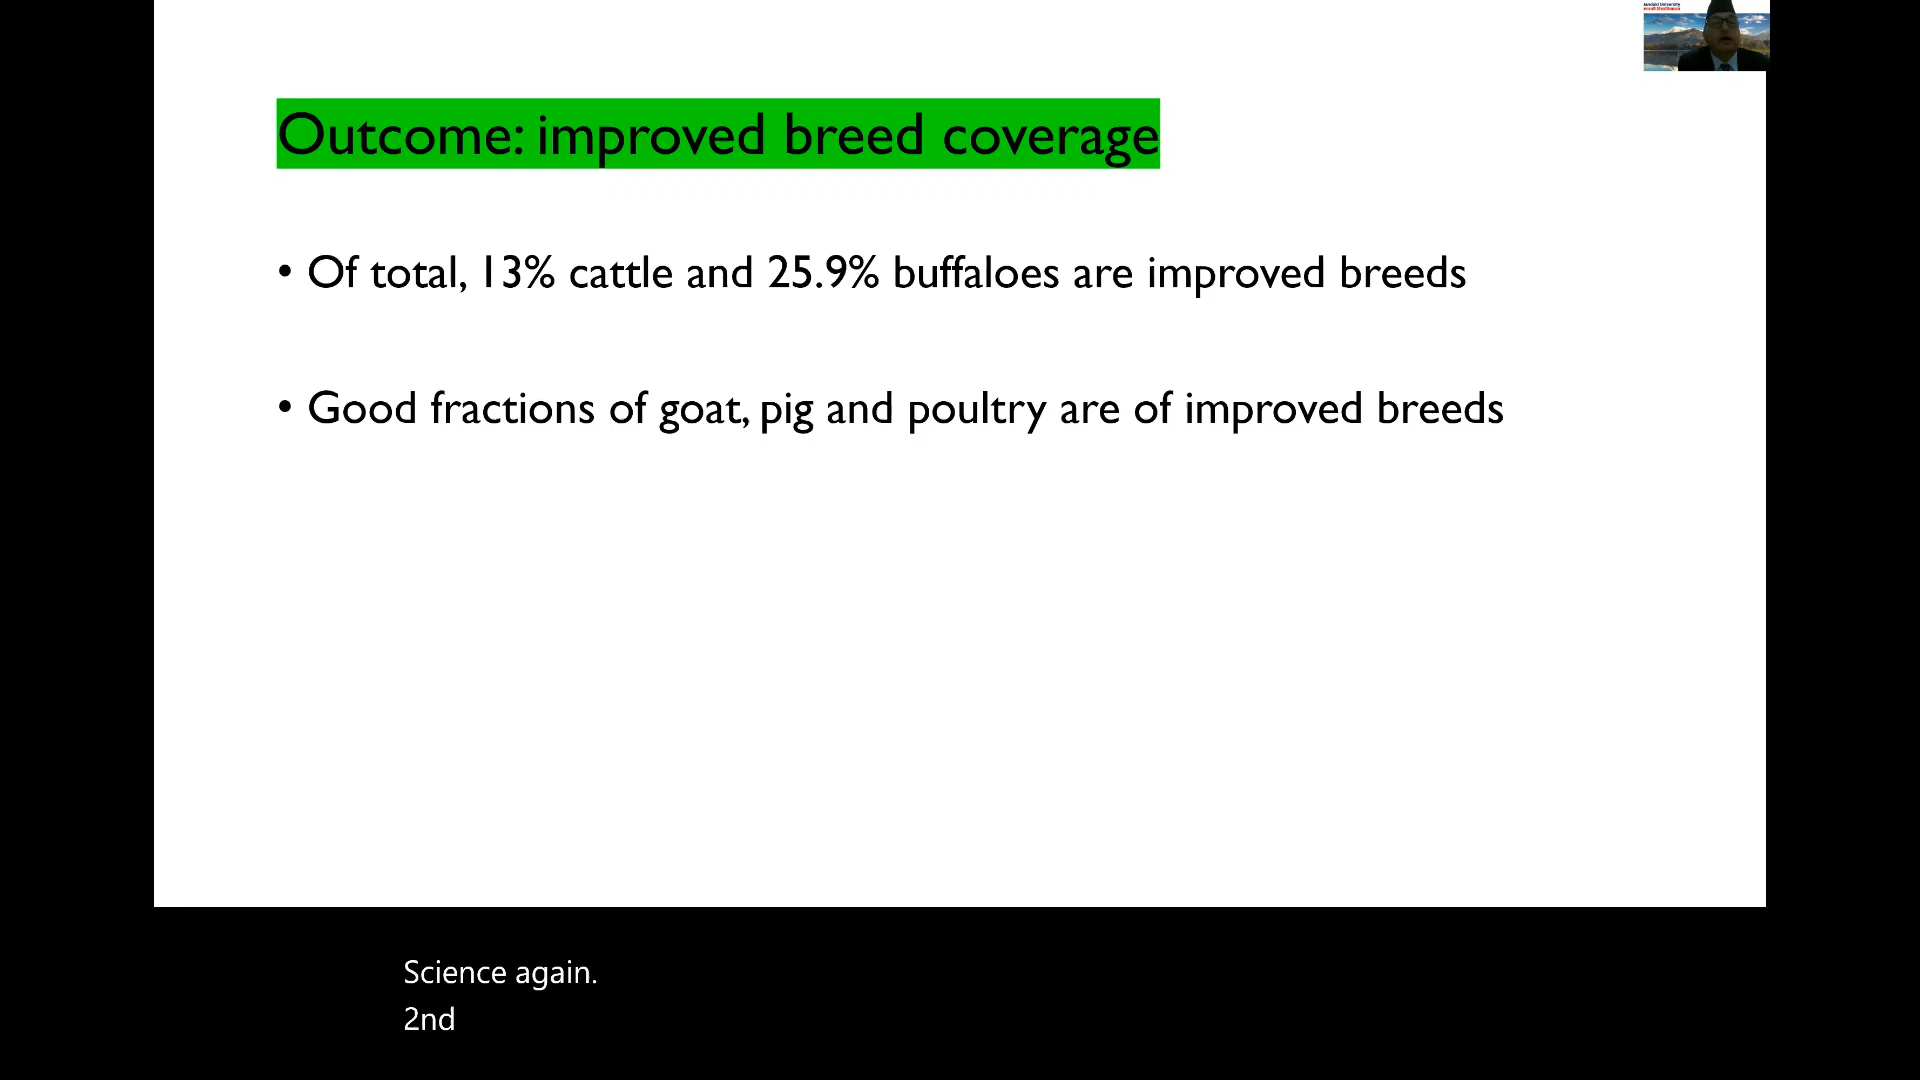 Outcome: improved breed coverage
• Of total, 13% cattle and 25.9% buffaloes are improved breeds
• Good fractions of goat, pig and poultry are of improved breeds
Science again.
2nd